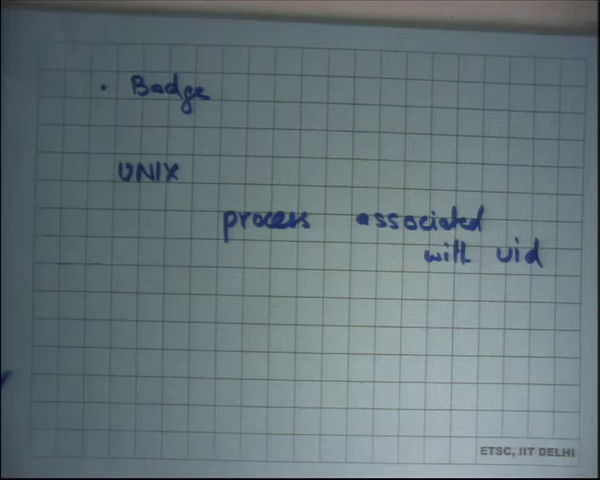 • Badge
UNIX
process associated
with uid
ETSC, IIT DELHI